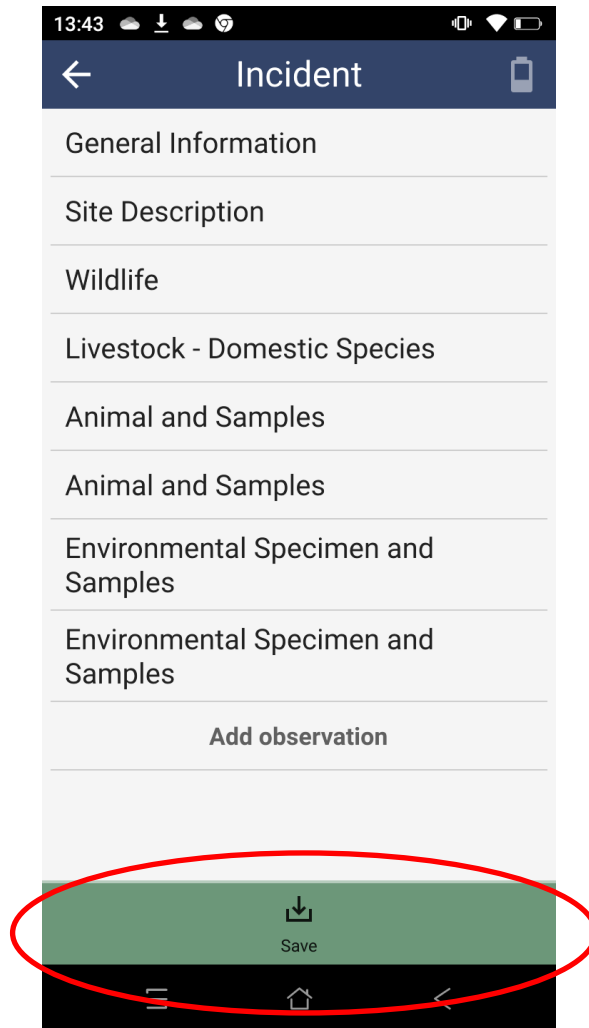 13:43
Incident
General Information
Site Description
Wildlife
Livestock - Domestic Species
Animal and Samples
Animal and Samples
Environmental Specimen and
Samples
Environmental Specimen and
Samples
Add observation
Save